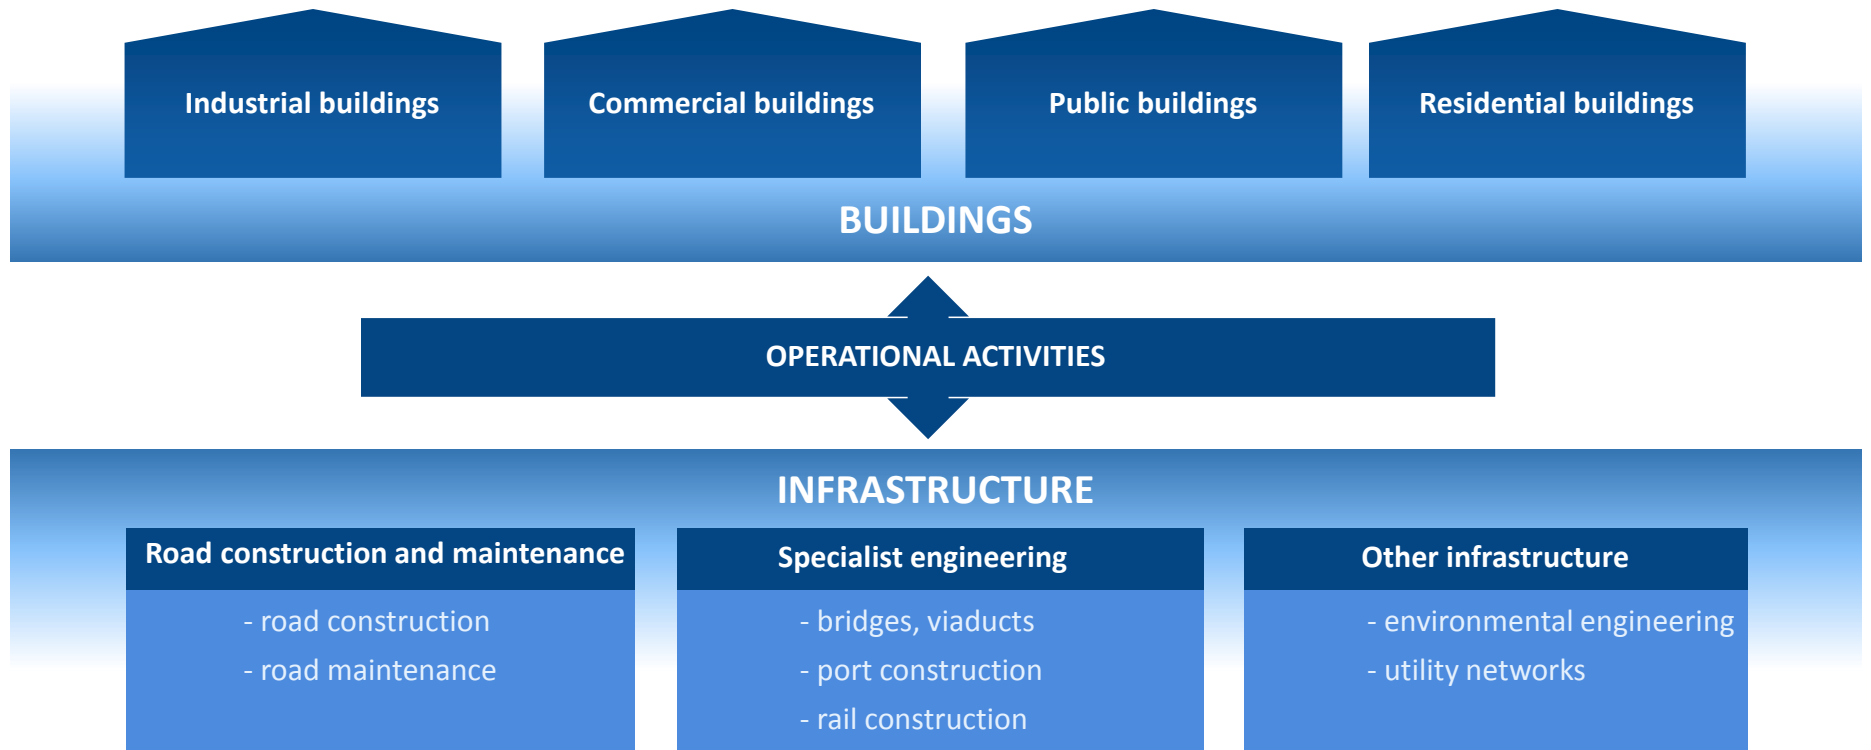 Industrial buildings
Commercial buildings
Public buildings
Residential buildings
BUILDINGS
OPERATIONAL ACTIVITIES
INFRASTRUCTURE
Road construction and maintenance
- road construction
- road maintenance
Specialist engineering
- bridges, viaducts
- port construction
- rail construction
Other infrastructure
- environmental engineering
- utility networks